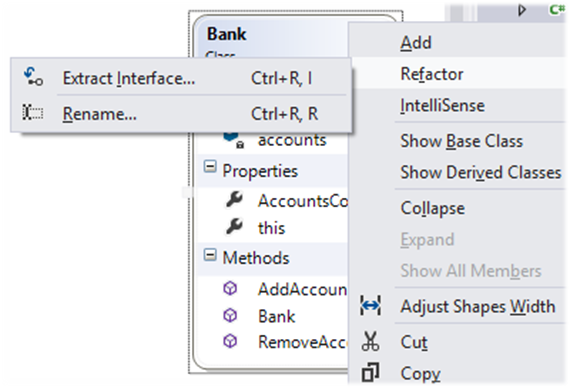 Bank
Class
Extract Interface... Ctrl+R, I
Rename... Ctrl+R, R
accounts
Properties
AccountsCo
this
Methods
AddAccoun
Bank
RemoveAcc
C#
Add
Refactor
IntelliSense
Show Base Class
Show Derived Classes
Collapse
Expand
Show All Members
Adjust Shapes Width
Cut
Copy